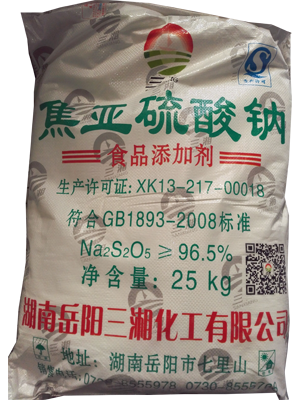 焦亚硫酸钠
食品添加剂
生产许可证: XK13-217-00018
符合GB1893-2008标准
Na₂S₂O₅ ≥ 96.5%
净含量: 25 kg
湖南岳阳三湘化工有限公司
地址: 湖南岳阳市七里山